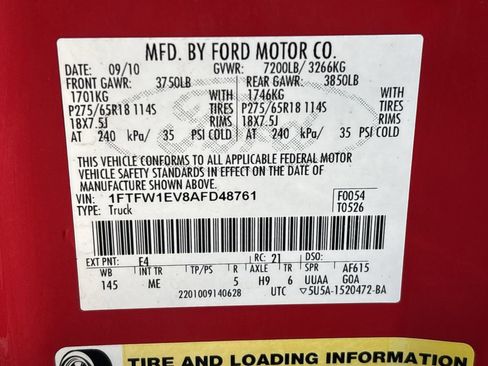 MFD. BY FORD MOTOR CO.
DATE: 09/10 GVWR: 7200LB/ 3266KG
FRONT GAWR: 3750LB REAR GAWR: 3850LB
1701KG WITH 1746KG WITH
P275/65R18 114S TIRES P275/65R18 114S TIRES
18X7.5J RIMS 18X7.5J RIMS
AT 240 kPa/ 35 PSI COLD AT 240 kPa/ 35 PSI COLD
THIS VEHICLE CONFORMS TO ALL APPLICABLE FEDERAL MOTOR
VEHICLE SAFETY STANDARDS IN EFFECT ON THE DATE OF
MANUFACTURE SHOWN ABOVE.
VIN: 1FTFW1EV8AFD48761 F0054
TYPE: Truck T0526
EXT PNT: E4 RC: 21 DSO:
WB INT TR TP/PS R AXLE TR SPR AF615
145 ME 5 H9 6 UUAA GOA
2201009140628 UTC 5U5A-1520472-BA
TIRE AND LOADING INFORMATION